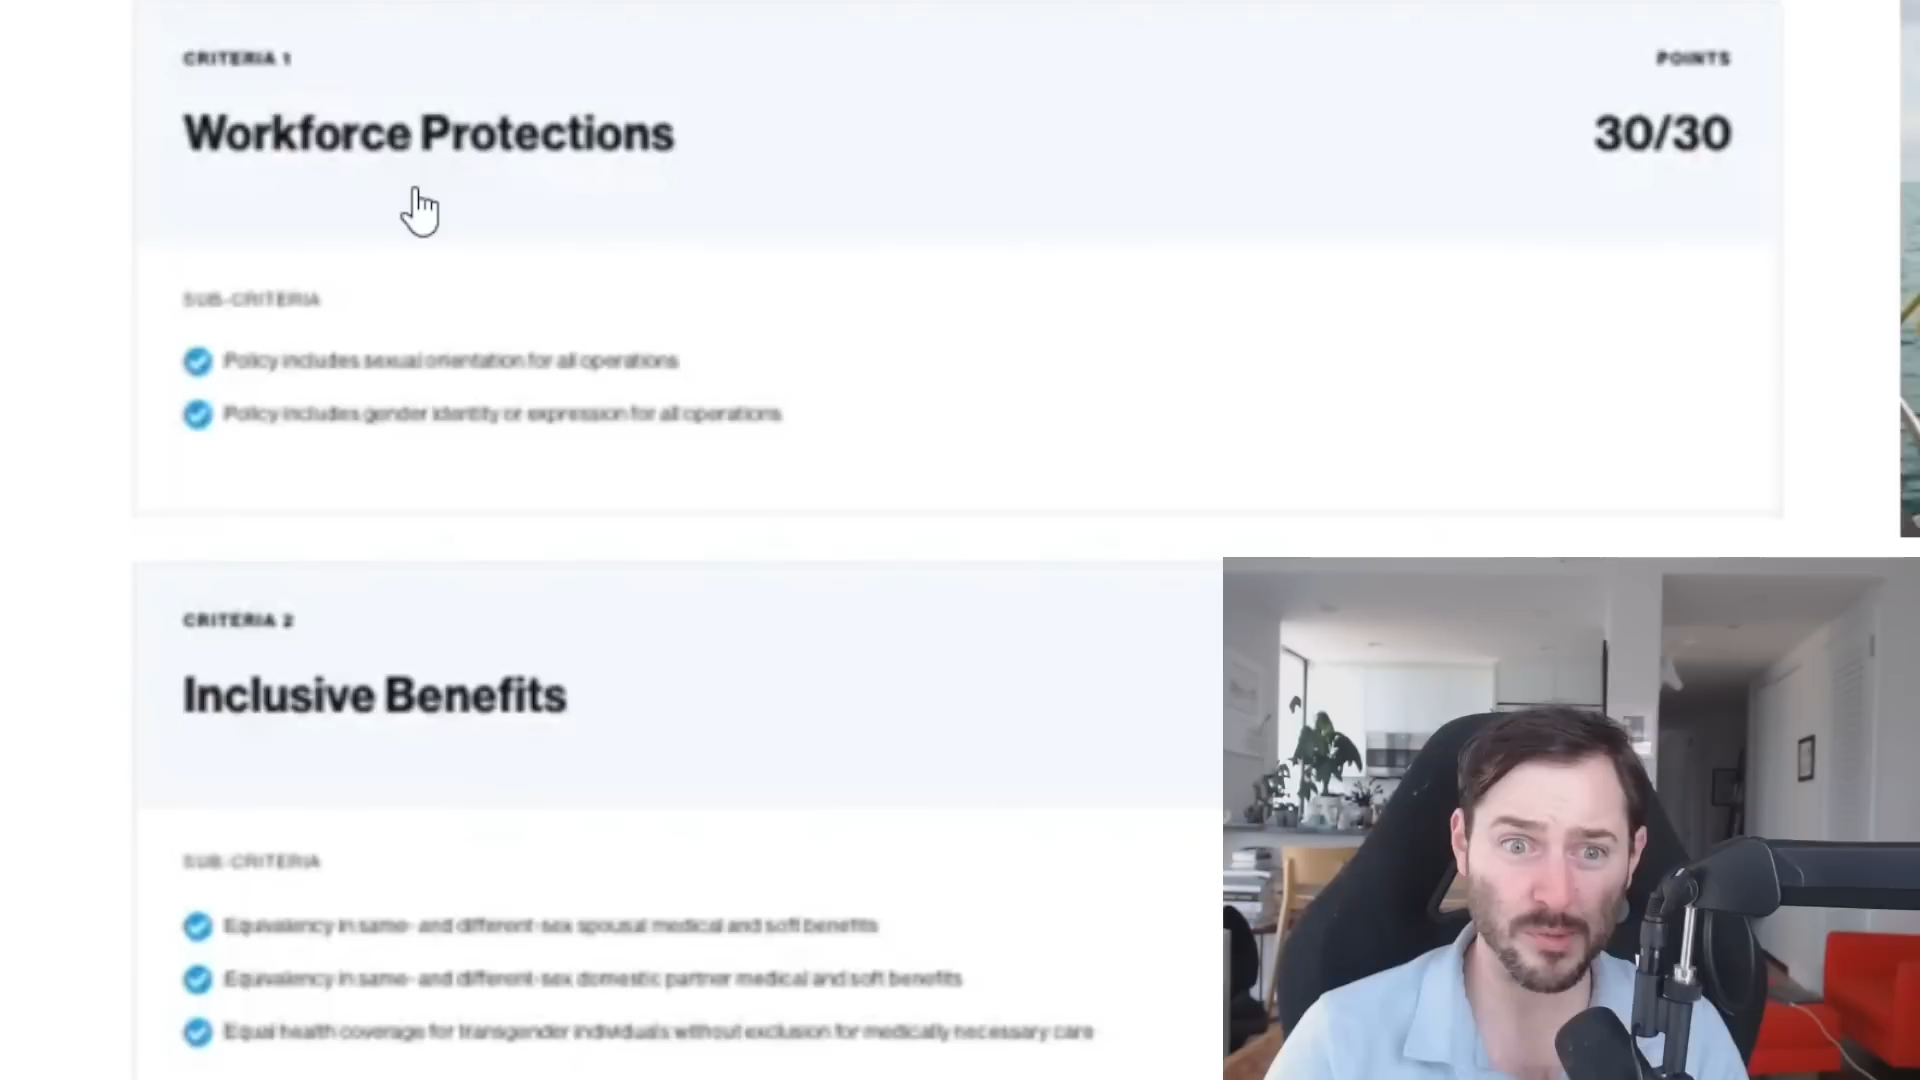 CRITERIA 1
POINTS
Workforce Protections
30/30
SUB-CRITERIA
Policy includes sexual orientation for all operations
Policy includes gender identity or expression for all operations
CRITERIA 2
Inclusive Benefits
SUB-CRITERIA
Equivalency in same- and different-sex spousal medical and soft benefits
Equivalency in same- and different-sex domestic partner medical and soft benefits
Equal health coverage for transgender individuals without exclusion for medically necessary care